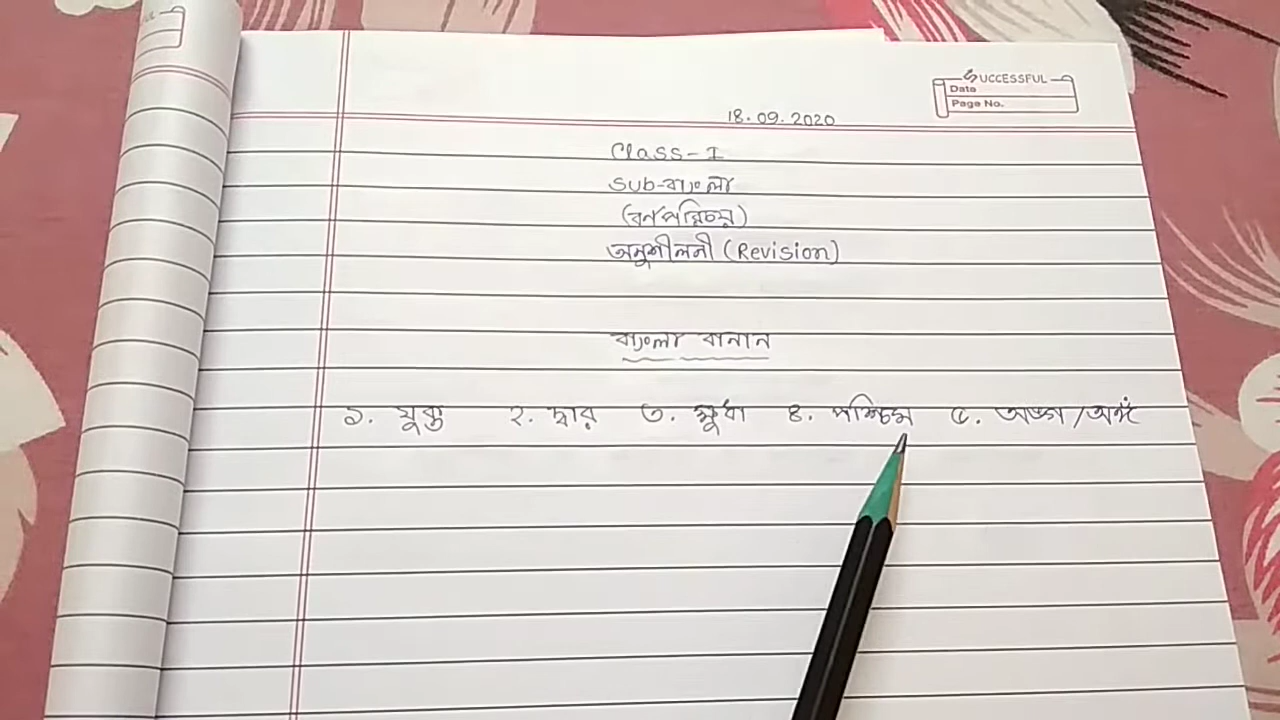 SUCCESSFUL
Date
Page No.
18.09.2020
Class-I
Sub-বাংলা
(বর্ণপরিচয়)
অনুশীলনী (Revision)
বাংলা বানান
১. যুক্ত ২. দ্বার ৩. ক্ষুধা ৪. পশ্চিম ৫. অঙ্গ/অঙ্গ